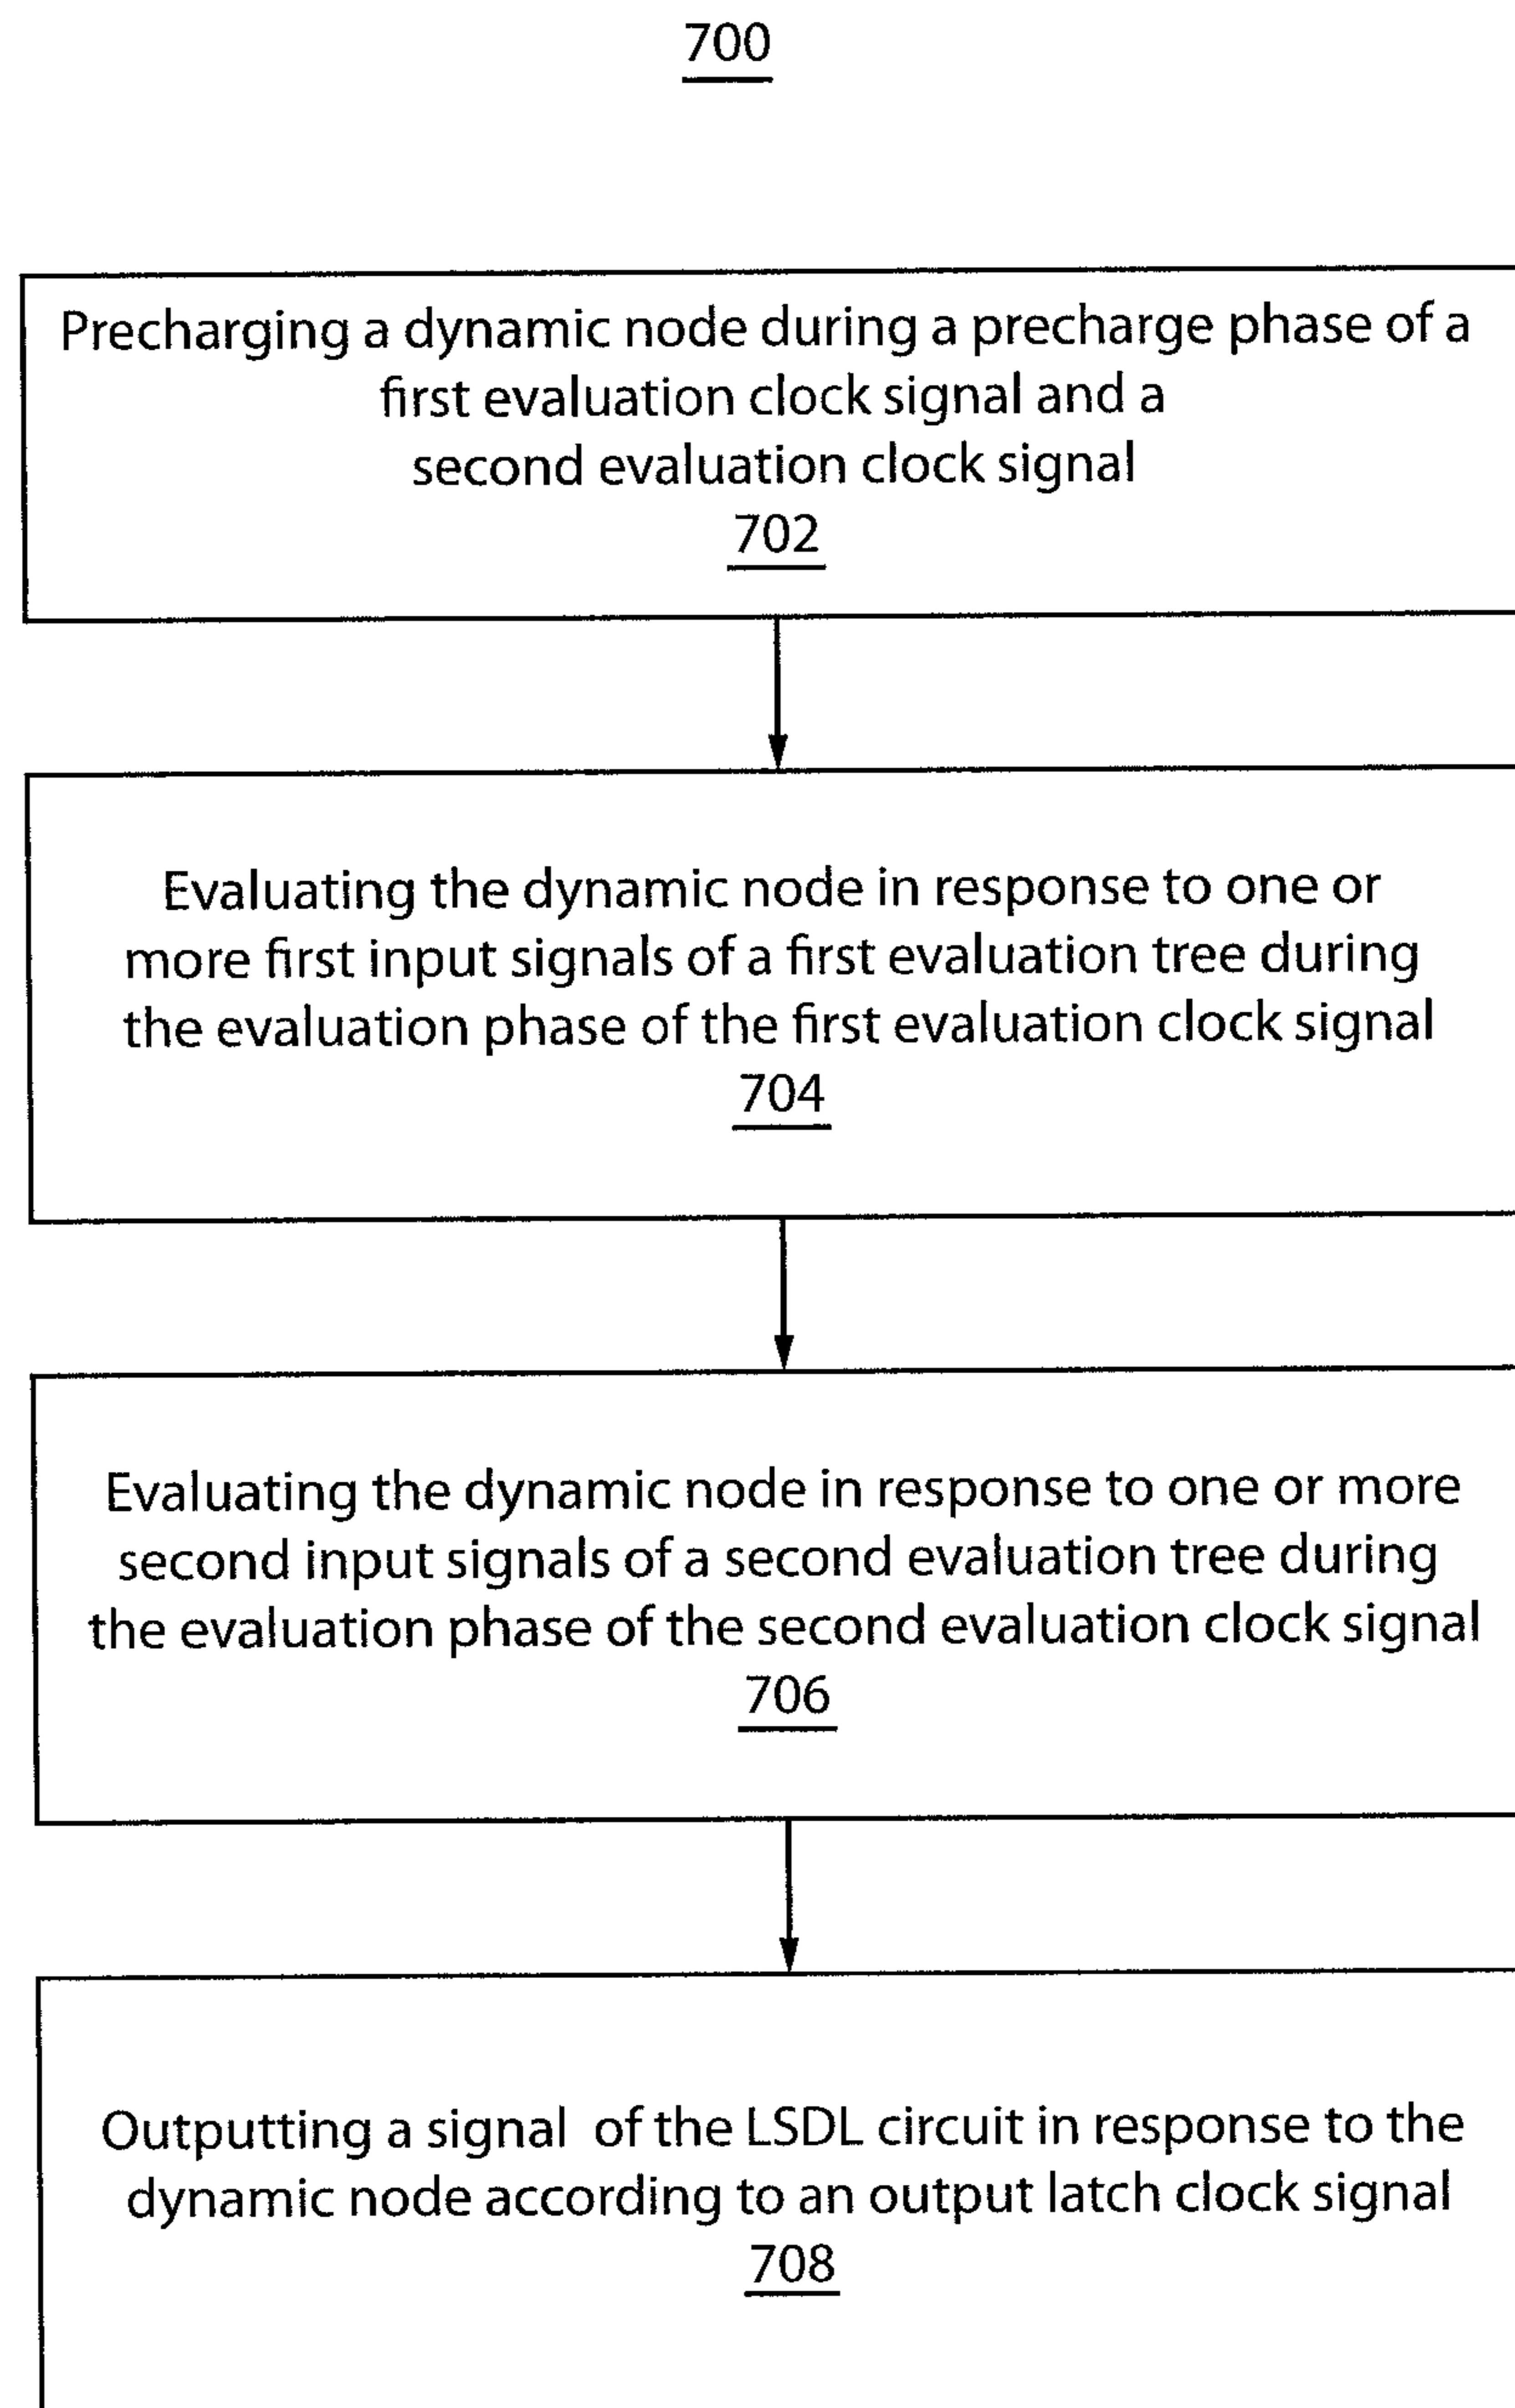 700
Precharging a dynamic node during a precharge phase of a
first evaluation clock signal and a
second evaluation clock signal
702
Evaluating the dynamic node in response to one or
more first input signals of a first evaluation tree during
the evaluation phase of the first evaluation clock signal
704
Evaluating the dynamic node in response to one or more
second input signals of a second evaluation tree during
the evaluation phase of the second evaluation clock signal
706
Outputting a signal of the LSDL circuit in response to the
dynamic node according to an output latch clock signal
708